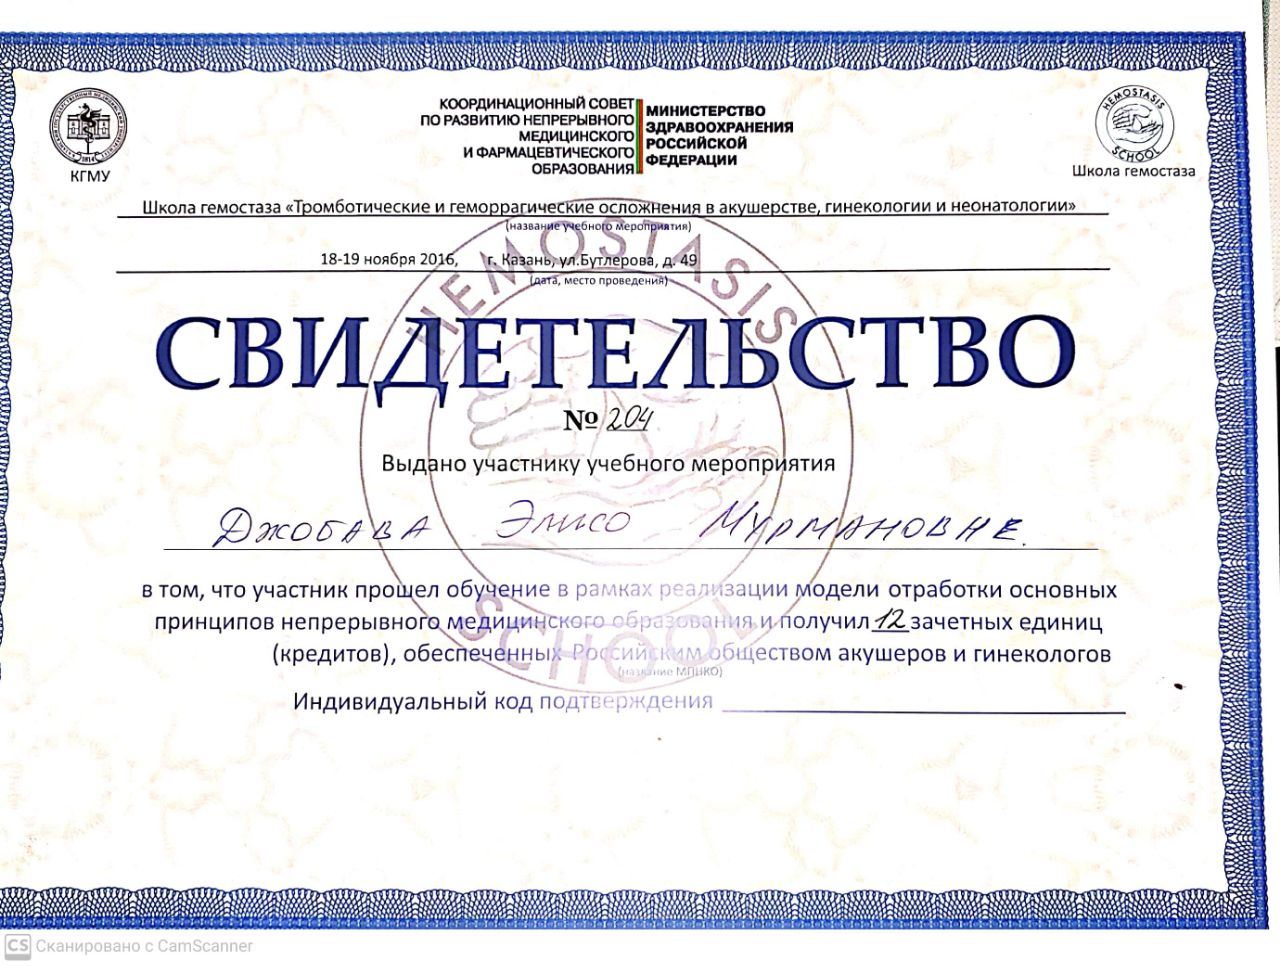 КООРДИНАЦИОННЫЙ СОВЕТ
ПО РАЗВИТИЮ НЕПРЕРЫВНОГО
МЕДИЦИНСКОГО
И ФАРМАЦЕВТИЧЕСКОГО
ОБРАЗОВАНИЯ
МИНИСТЕРСТВО
ЗДРАВООХРАНЕНИЯ
РОССИЙСКОЙ
ФЕДЕРАЦИИ
1814
КГМУ
HEMOSTASIS
SCHOOL
Школа гемостаза
Школа гемостаза «Тромботические и геморрагические осложнения в акушерстве, гинекологии и неонатологии»
(название учебного мероприятия)
18-19 ноября 2016, г. Казань, ул.Бутлерова, д. 49
(дата, место проведения)
HEMOSTASIS
СВИДЕТЕЛЬСТВО
№ 204
Выдано участнику учебного мероприятия
Джобава Элисо Мурмановне.
в том, что участник прошел обучение в рамках реализации модели отработки основных
принципов непрерывного медицинского образования и получил 12 зачетных единиц
(кредитов), обеспеченных Российским обществом акушеров и гинекологов
(название МПНКО)
SCHOOL
Индивидуальный код подтверждения
CS Сканировано с CamScanner